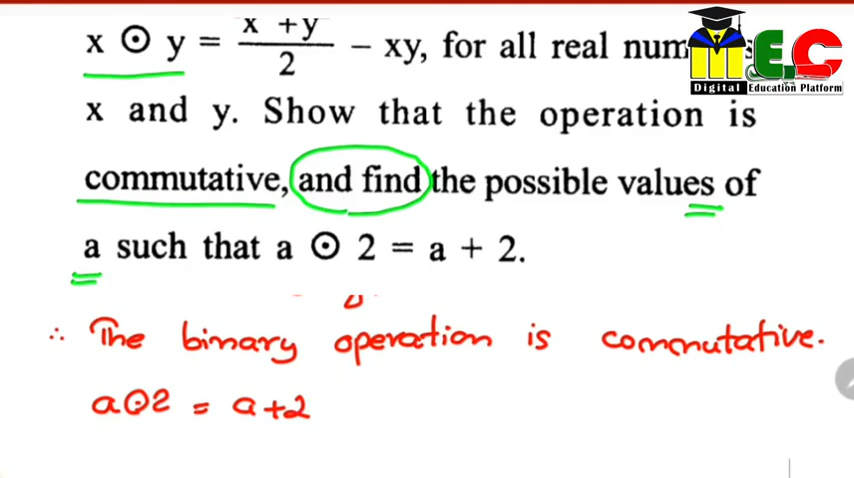 x ⊙ y = x + y / 2 − xy, for all real num
MEC
Digital Education Platform
x and y. Show that the operation is
commutative, and find the possible values of
a such that a ⊙ 2 = a + 2.
∴ The binary operation is commutative.
a⊙2 = a+2